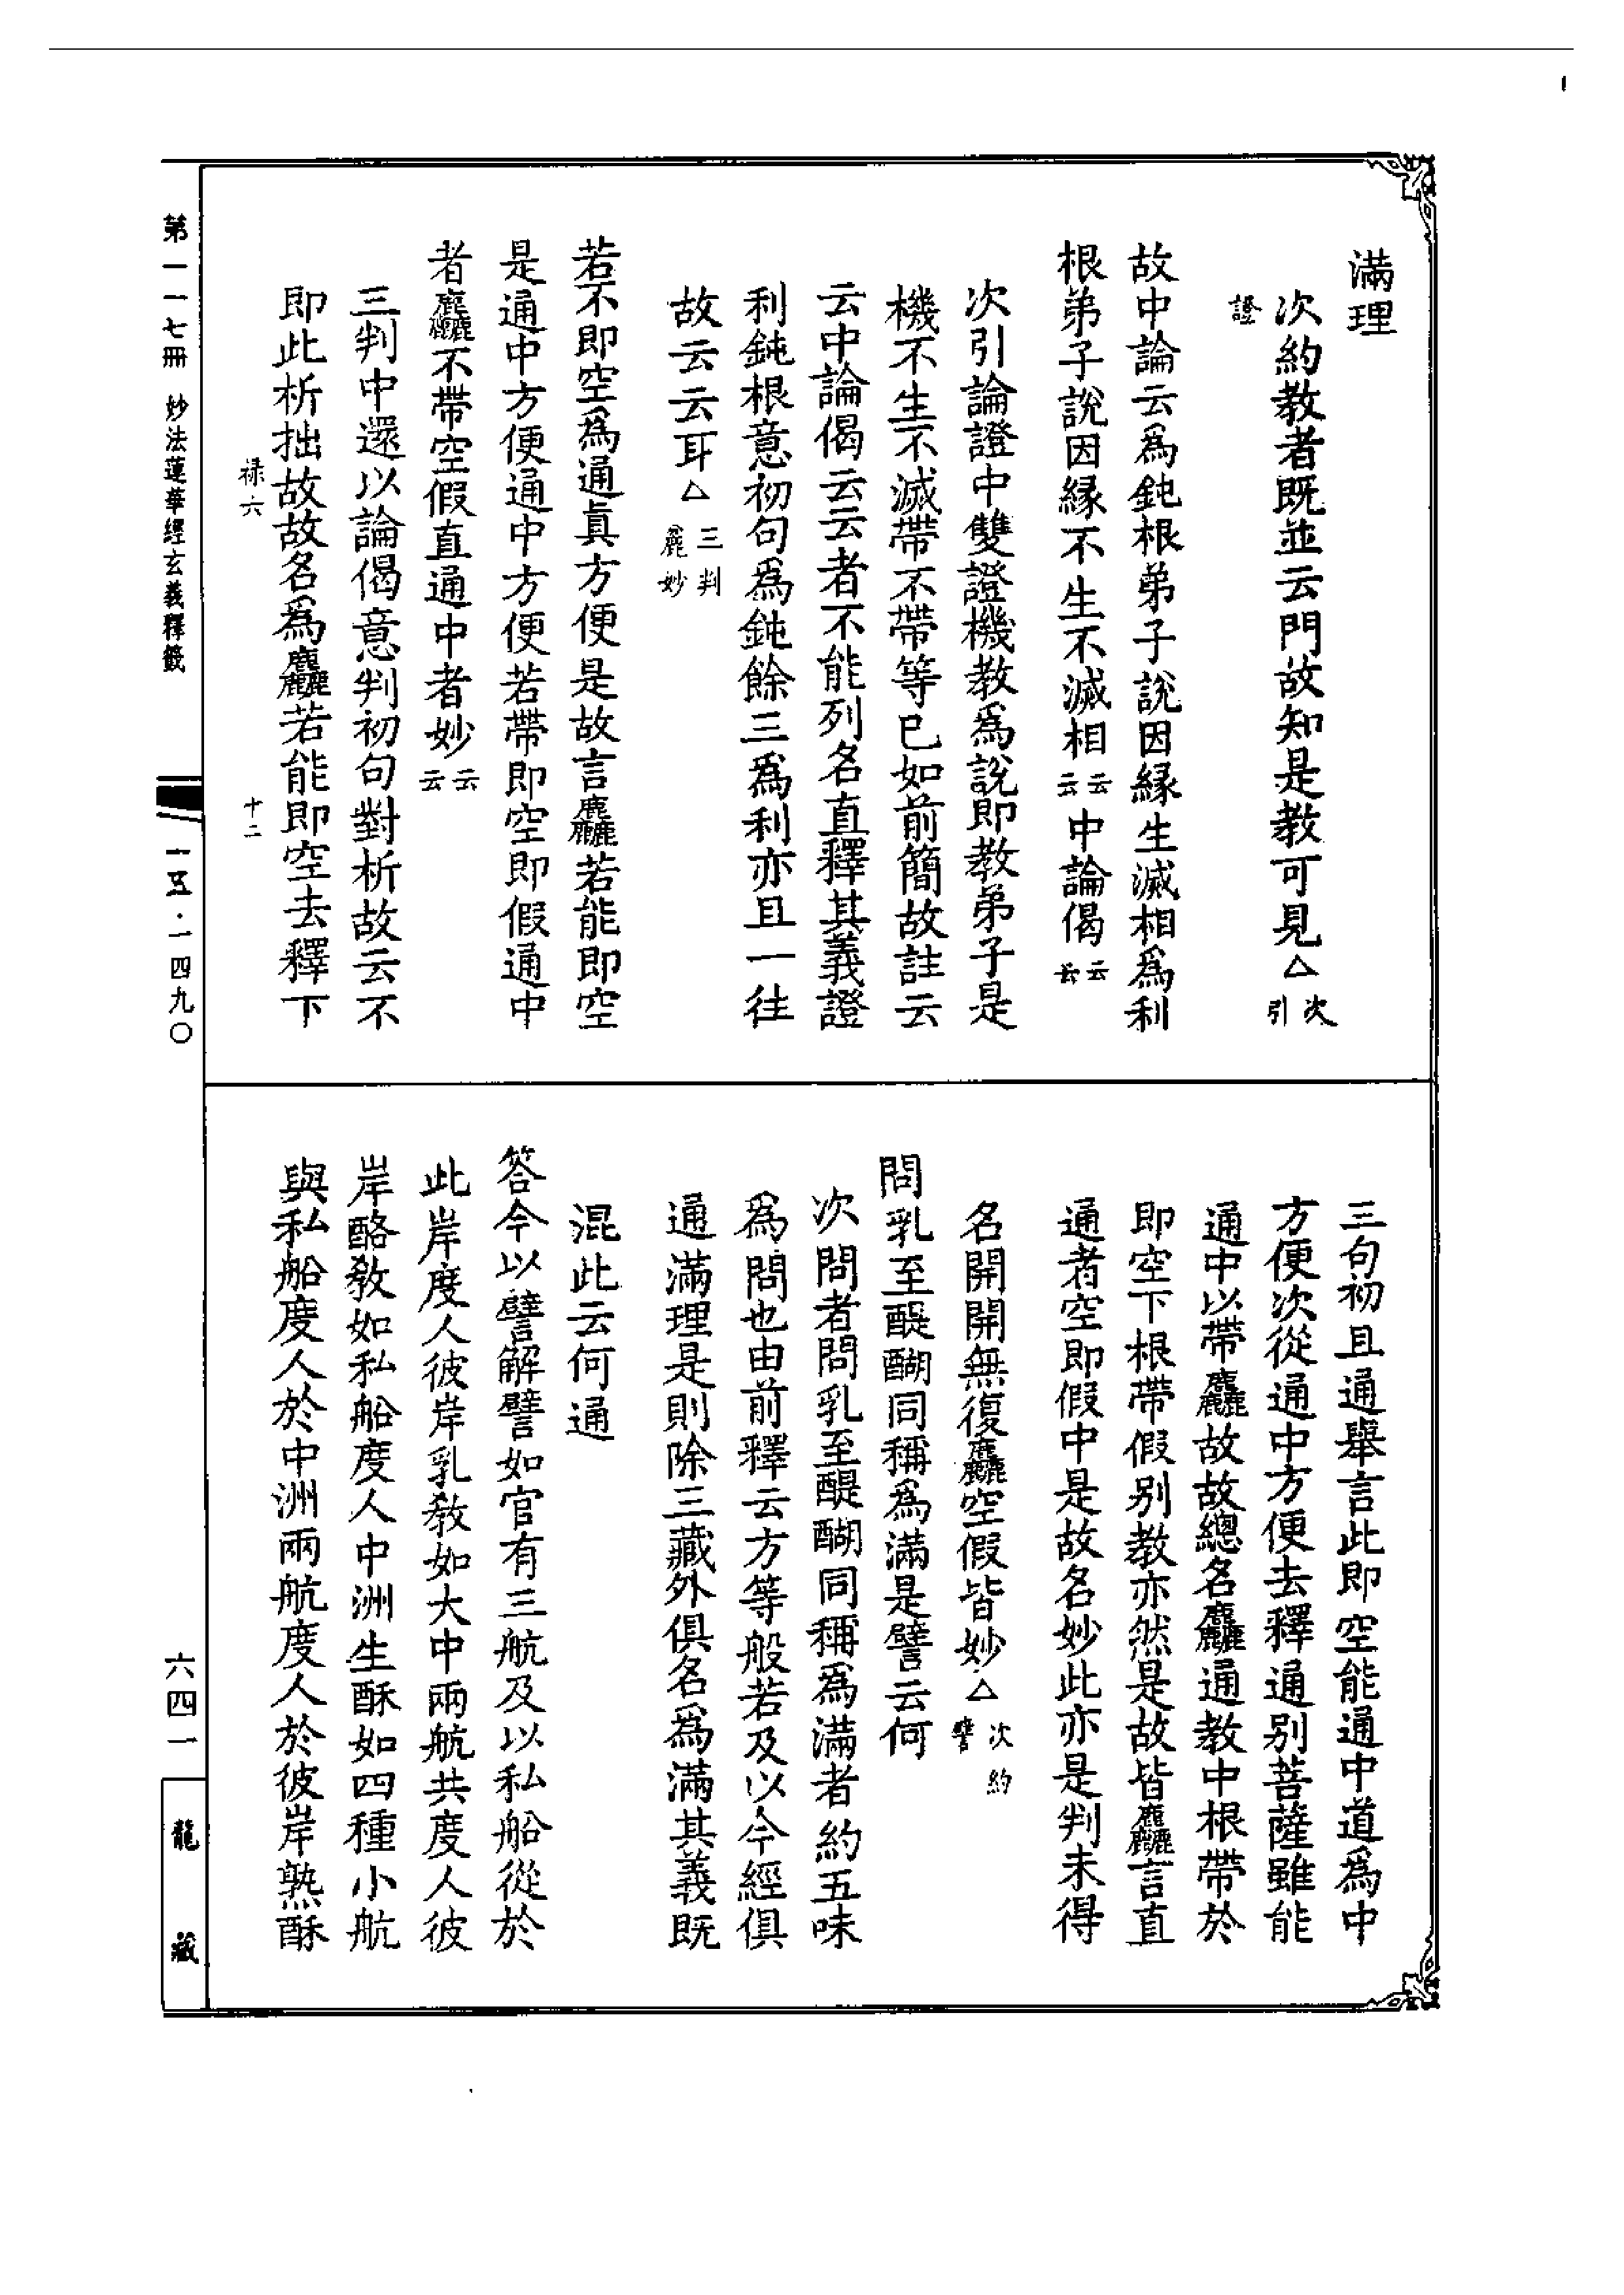 滿理
次約教者既並云門故知是教可見△次引
證
故中論云爲鈍根弟子說因緣生滅相爲利
根弟子說因緣不生不滅相云云中論偈云云
次引論證中雙證機教爲說即教弟子是
機不生不滅帶不帶等已如前簡故註云
云中論偈云云者不能列名直釋其義證
利鈍根意初句爲鈍餘三爲利亦且一往
故云云耳△三判麤妙
若不即空爲通眞方便是故言麤若能即空
是通中方便通中方便若帶即空即假通中
者麤不帶空假直通中者妙云云
三判中還以論偈意判初句對析故云不
即此析拙故故名爲麤若能即空去釋下
三句初且通舉言此即空能通中道爲中
方便次從通中方便去釋通別菩薩雖能
通中以帶麤故故總名麤通教中根帶於
即空下根帶假別教亦然是故皆麤言直
通者空即假中是故名妙此亦是判未得
名開開無復麤空假皆妙△次約譬
問乳至醍醐同稱爲滿是譬云何
次問者問乳至醍醐同稱爲滿者約五味
爲問也由前釋云方等般若及以今經俱
通滿理是則除三藏外俱名爲滿其義既
混此云何通
答今以譬解譬如官有三航及以私船從於
此岸度人彼岸乳教如大中兩航共度人彼
岸酪教如私船度人中洲生酥如四種小航
與私船度人於中洲兩航度人於彼岸熟酥
第一一七冊 妙法蓮華經玄義釋籤
祿六
十二
一五·一四九〇
六四一
龍藏